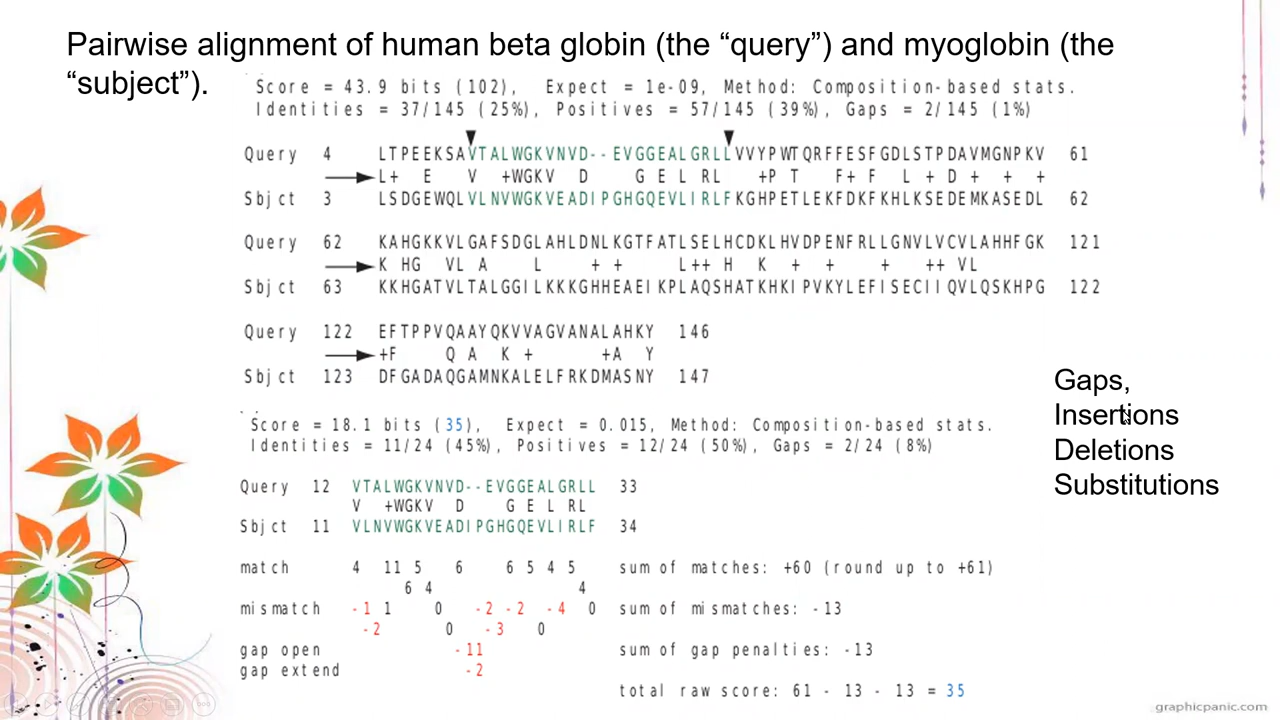 Pairwise alignment of human beta globin (the “query”) and myoglobin (the
“subject”).
Score = 43.9 bits (102), Expect = 1e-09, Method: Composition-based stats.
Identities = 37/145 (25%), Positives = 57/145 (39%), Gaps = 2/145 (1%)
Query 4 LTPEEKSAVTALWGKVNVD--EVGGEALGRLLVVYPWTQRFFESFGDLSTPDAVMGNPKV 61
L+ E V +WGKV D G E L RL +P T F+ F L + D + + +
Sbjct 3 LSDGEWQLVLNVWGKVEADIPGHGQEVLIRLFKGHPETLEKFDKFKHLKSEDEMKASEDL 62
Query 62 KAHGKKVLGAFSDGLAHLDNLKGTFATLSELHCDKLHVDPENFRLLGNVLVCVLAHHFGK 121
K HG VL A L + + L++ H K + + + ++ VL
Sbjct 63 KKHGATVLTALGGILKKKGHHEAEIKPLAQSHATKHKIPVKYLEFISECIIQVLQSKHPG 122
Query 122 EFTPPVQAAYQKVVAGVANALAHKY 146
+F Q A K + +A Y
Sbjct 123 DFGADAQGAMNKALELFRKDMASNY 147
Score = 18.1 bits (35), Expect = 0.015, Method: Composition-based stats.
Identities = 11/24 (45%), Positives = 12/24 (50%), Gaps = 2/24 (8%)
Query 12 VTALWGKVNVD--EVGGEALGRLL 33
V +WGKV D G E L RL
Sbjct 11 VLNVWGKVEADIPGHGQEVLIRLF 34
match 4 11 5 6 6 5 4 5 sum of matches: +60 (round up to +61)
6 4 4
mismatch -1 1 0 -2 -2 -4 0 sum of mismatches: -13
-2 0 -3 0
gap open -11 sum of gap penalties: -13
gap extend -2
total raw score: 61 - 13 - 13 = 35
Gaps,
Insertions
Deletions
Substitutions
graphicpanic.com